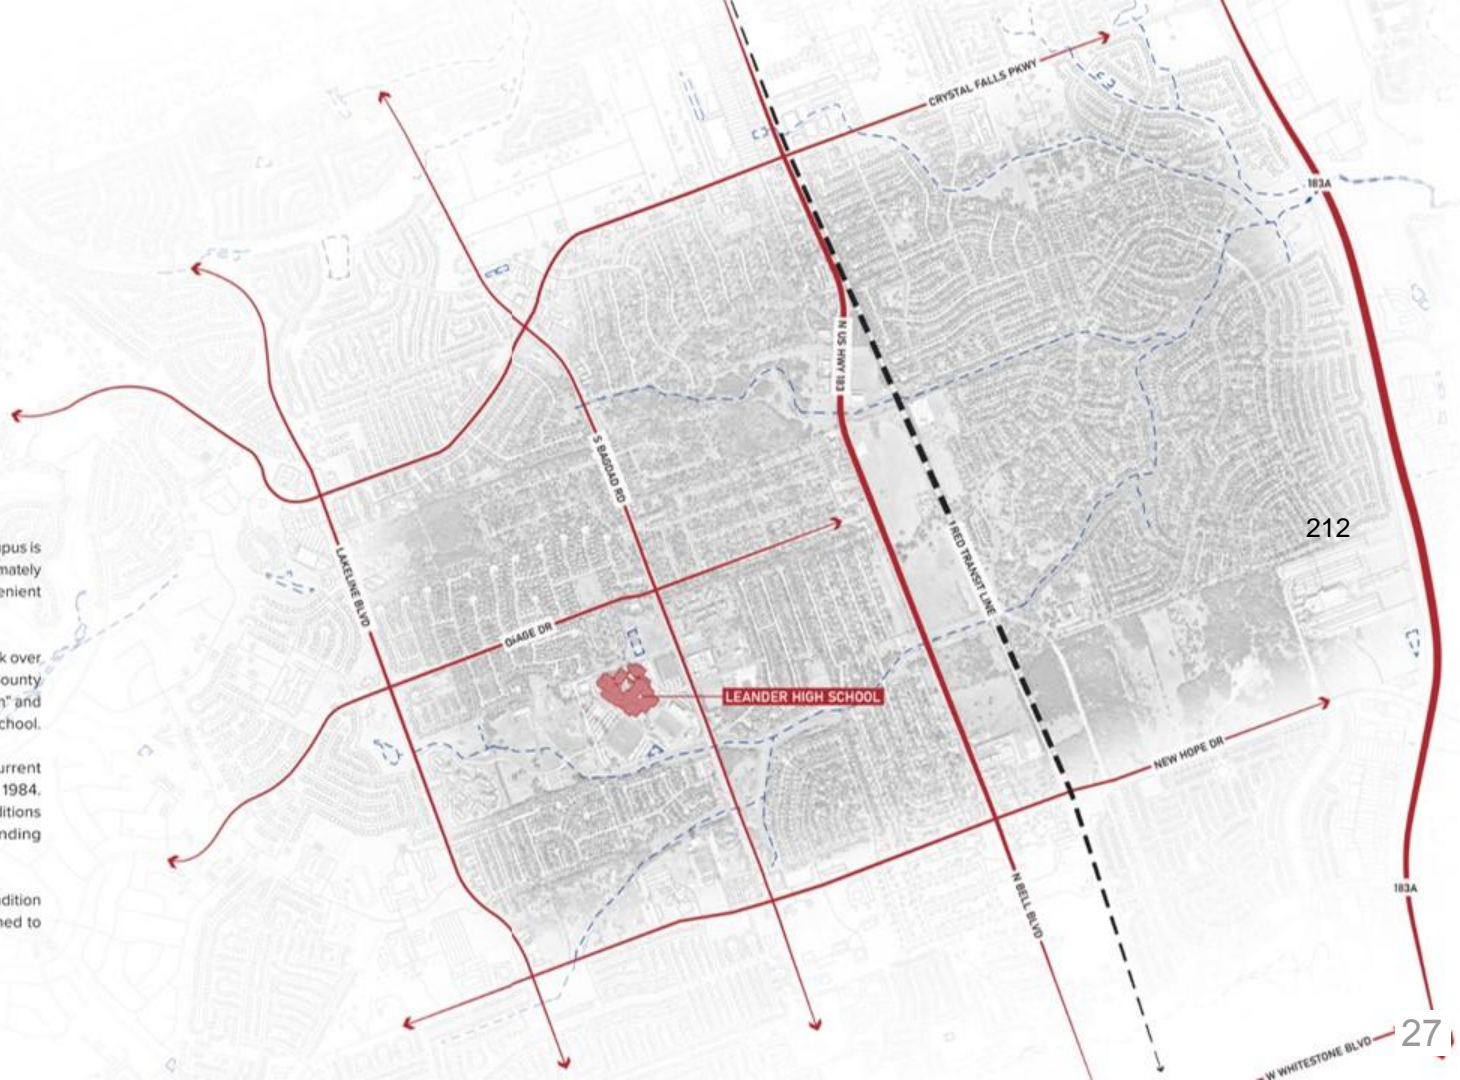 CRYSTAL FALLS PKWY
183A
N US HWY 183
S BAGDAD RD
RED TRANSIT LINE
212
LAKELINE BLVD
OsAGE DR
LEANDER HIGH SCHOOL
NEW HOPE DR
N BELL BLVD
183A
27
W WHITESTONE BLVD
pus is
mately
enient
k over
ounty
n" and
chool.
urrent
1984.
ditions
nding
dition
ned to